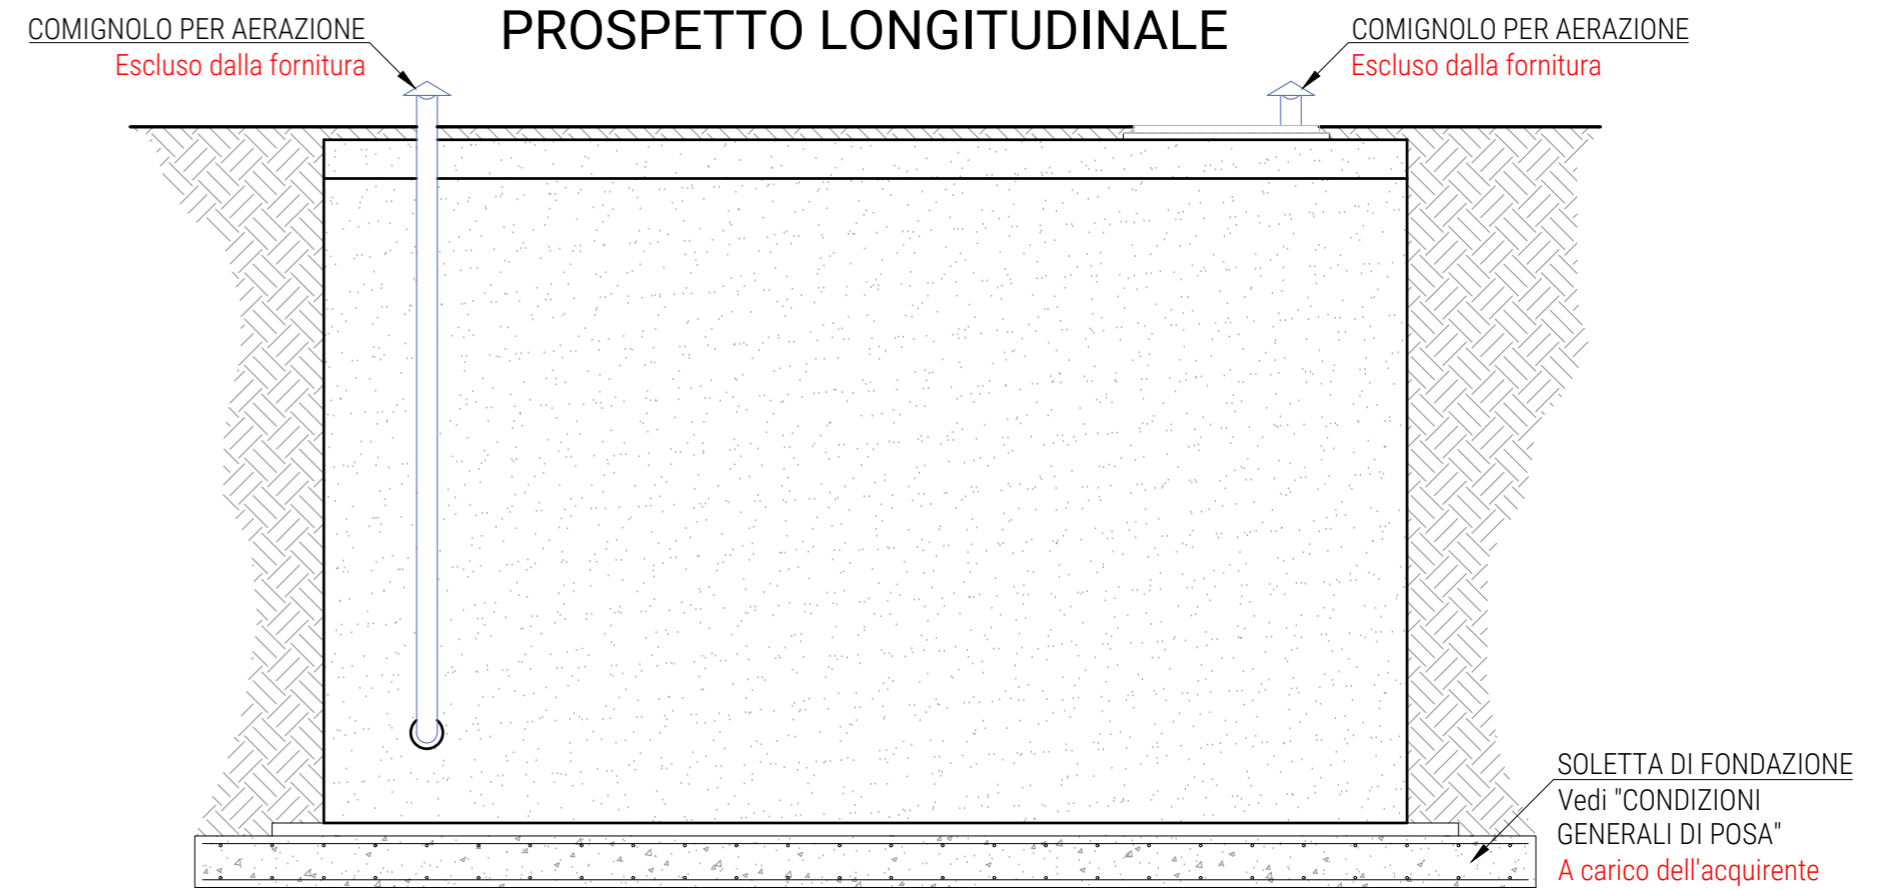 PROSPETTO LONGITUDINALE
COMIGNOLO PER AERAZIONE
Escluso dalla fornitura
COMIGNOLO PER AERAZIONE
Escluso dalla fornitura
SOLETTA DI FONDAZIONE
Vedi "CONDIZIONI
GENERALI DI POSA"
A carico dell'acquirente